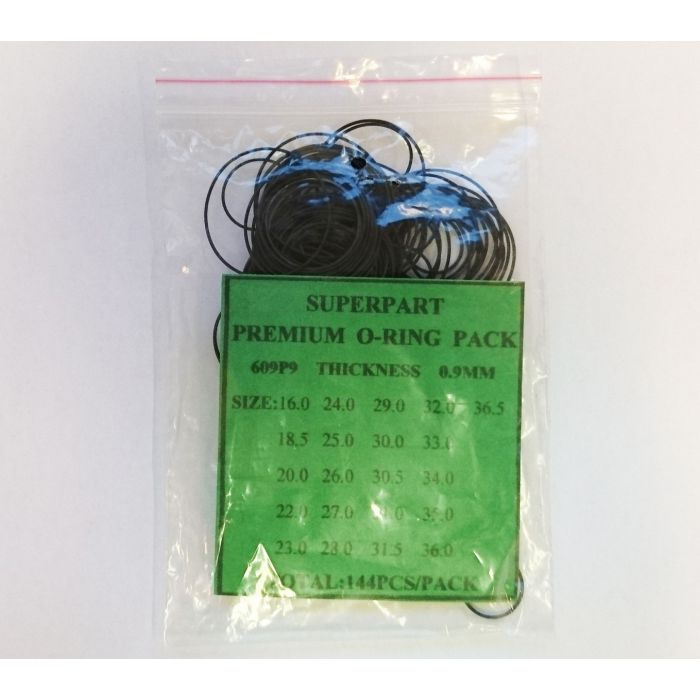 SUPERPART
PREMIUM O-RING PACK
609P9 THICKNESS 0.9MM
SIZE:16.0 24.0 29.0 32.0 36.5
18.5 25.0 30.0 33.0
20.0 26.0 30.5 34.0
22.0 27.0 35.0
23.0 28.0 31.5 36.0
TOTAL:144PCS/PACK